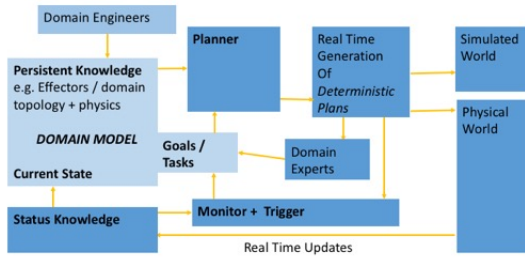 Domain Engineers
Persistent Knowledge
e.g. Effectors / domain
topology + physics
DOMAIN MODEL
Current State
Status Knowledge
Planner
Goals /
Tasks
Monitor + Trigger
Real Time
Generation
Of
Deterministic
Plans
Domain
Experts
Simulated
World
Physical
World
Real Time Updates